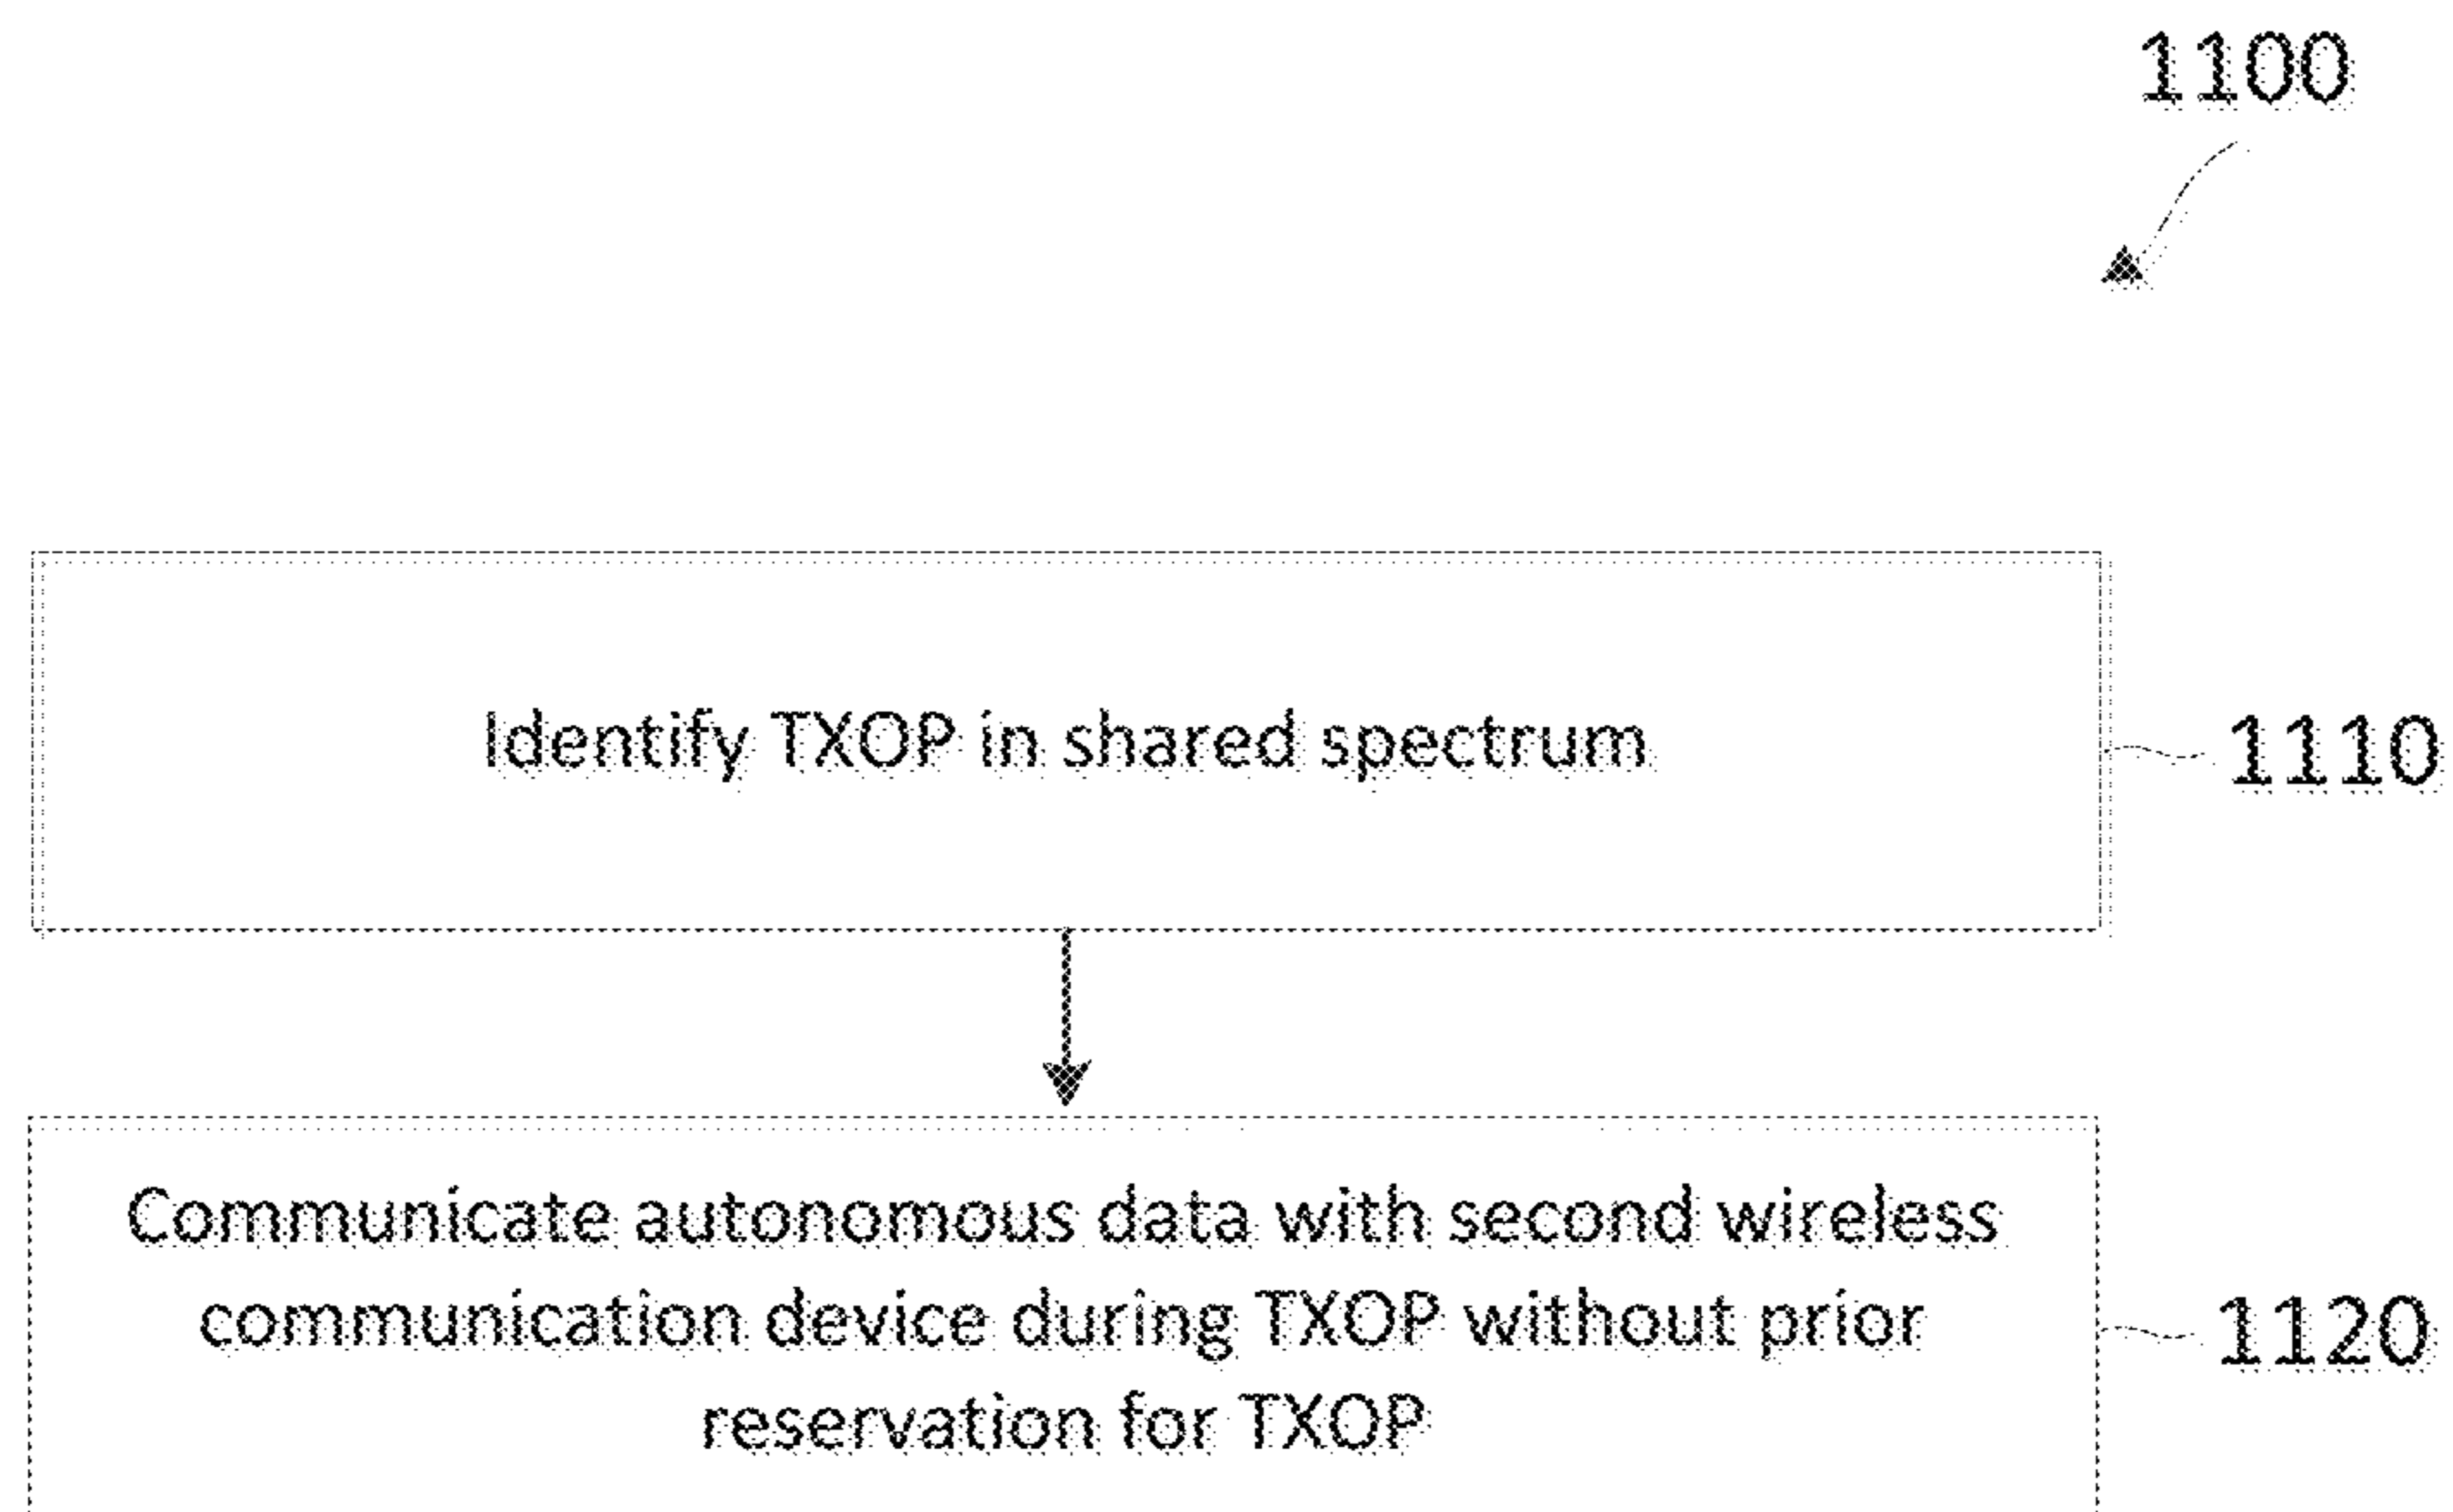 1100
Identify TXOP in shared spectrum
1110
Communicate autonomous data with second wireless
communication device during TXOP without prior
reservation for TXOP
1120